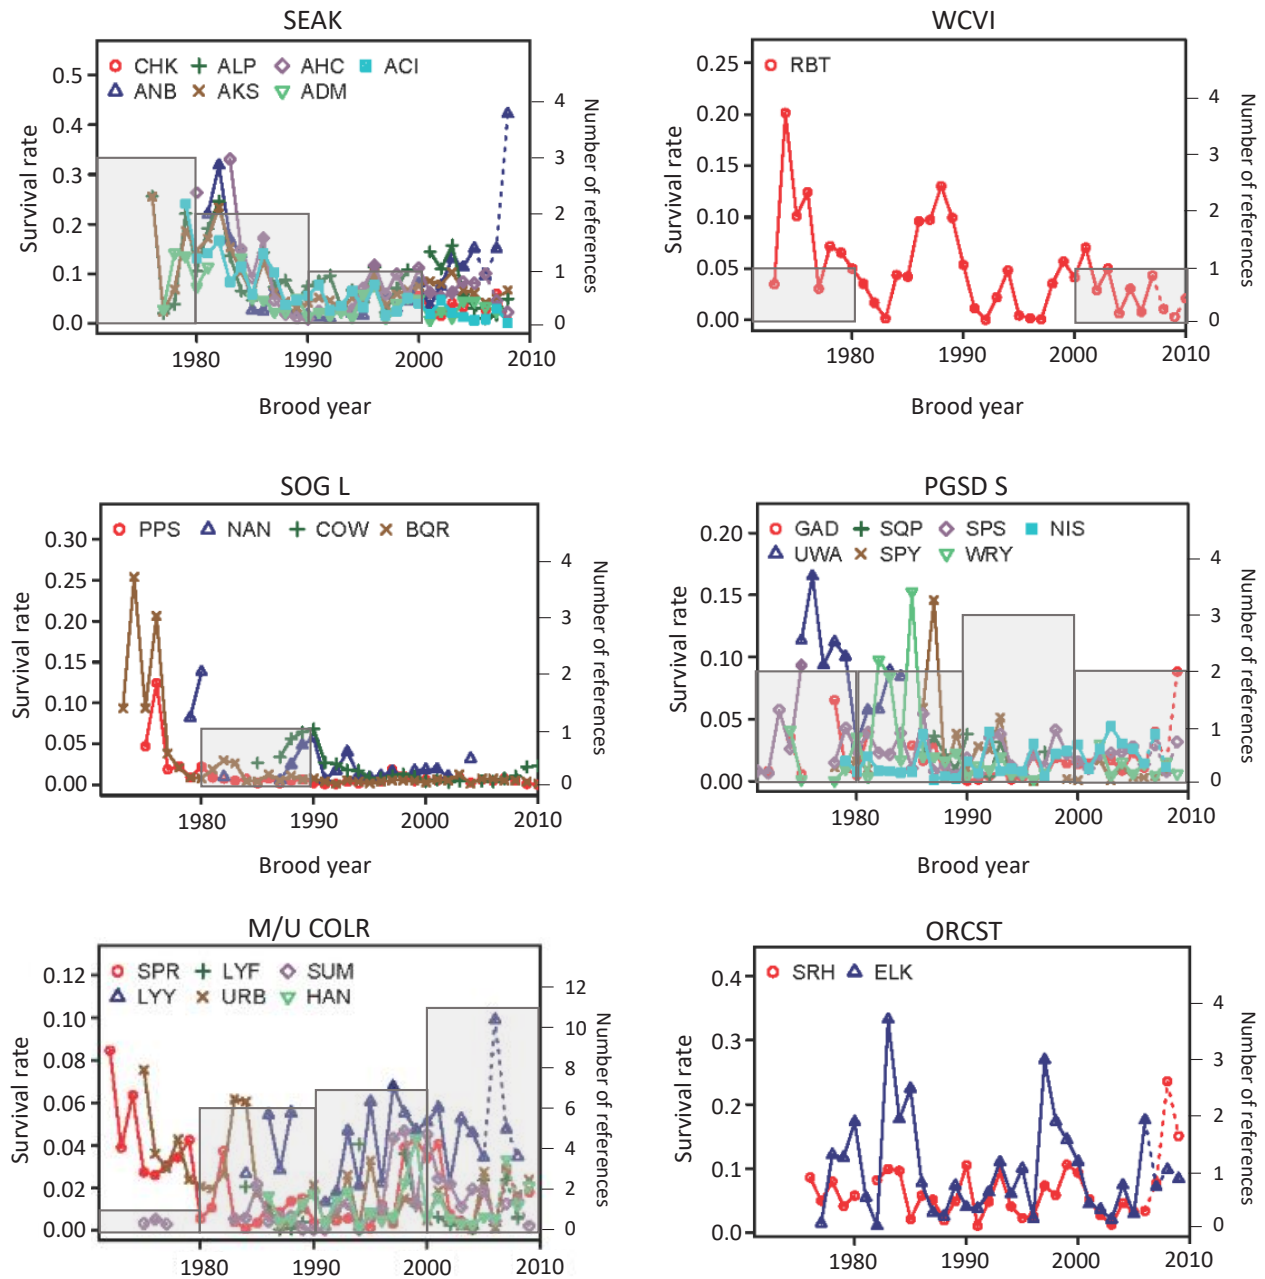 SEAK
CHK ALP AHC ACI
ANB AKS ADM
0.5
0.4
0.3
0.2
0.1
0.0
Survival rate
4
3
2
1
0
Number of references
1980 1990 2000 2010
Brood year
WCVI
RBT
0.25
0.20
0.15
0.10
0.05
0.00
Survival rate
4
3
2
1
0
Number of references
1980 1990 2000 2010
Brood year
SOG L
PPS NAN COW BQR
0.30
0.25
0.20
0.15
0.10
0.05
0.00
Survival rate
4
3
2
1
0
Number of references
1980 1990 2000 2010
Brood year
PGSD S
GAD SQP SPS NIS
UWA SPY WRY
0.20
0.15
0.10
0.05
0.00
Survival rate
4
3
2
1
0
Number of references
1980 1990 2000 2010
Brood year
M/U COLR
SPR LYF SUM
LYY URB HAN
0.12
0.10
0.08
0.06
0.04
0.02
0.00
Survival rate
12
10
8
6
4
2
0
Number of references
1980 1990 2000 2010
ORCST
SRH ELK
0.4
0.3
0.2
0.1
0.0
Survival rate
4
3
2
1
0
Number of references
1980 1990 2000 2010